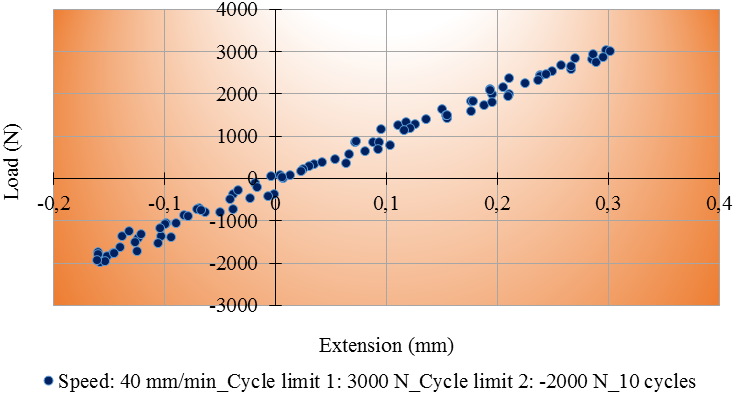 4000
3000
2000
1000
0
-0,2 -0,1 0 0,1 0,2 0,3 0,4
-1000
-2000
-3000
Load (N)
Extension (mm)
Speed: 40 mm/min_Cycle limit 1: 3000 N_Cycle limit 2: -2000 N_10 cycles